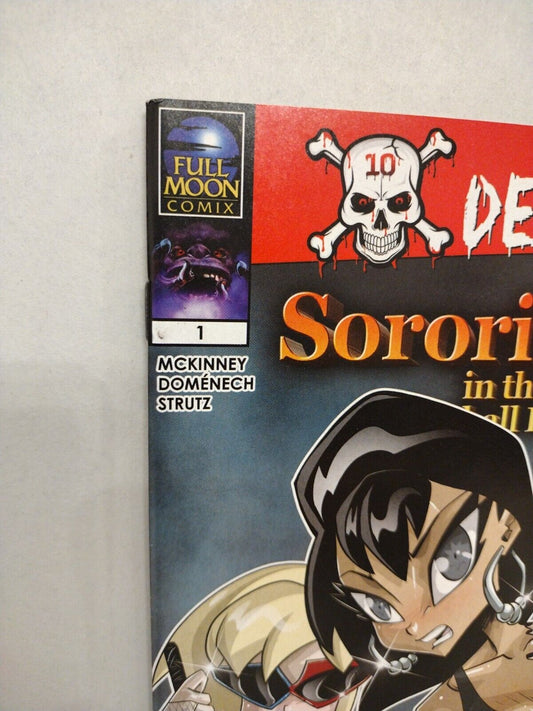 FULL
MOON
COMIX
10
DE
1
MCKINNEY
DOMÉNECH
STRUTZ
Sorori
in th